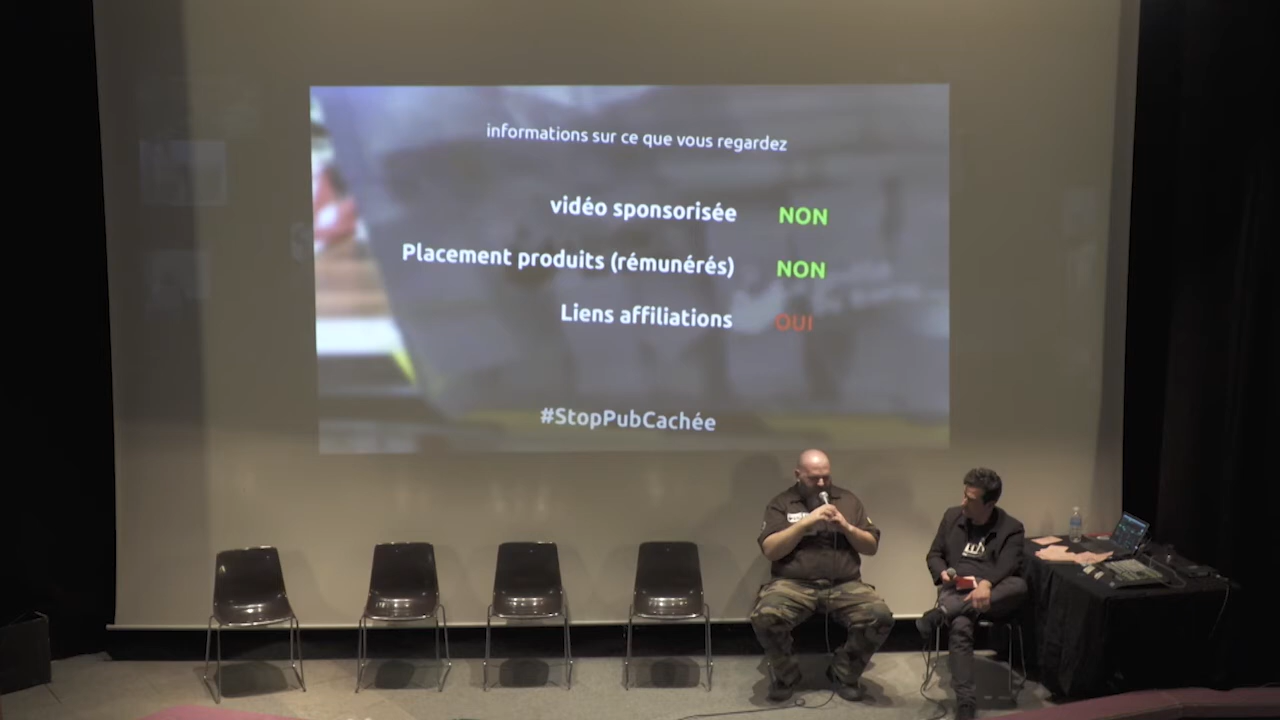 informations sur ce que vous regardez
vidéo sponsorisée NON
Placement produits (rémunérés) NON
Liens affiliations OUI
#StopPubCachée